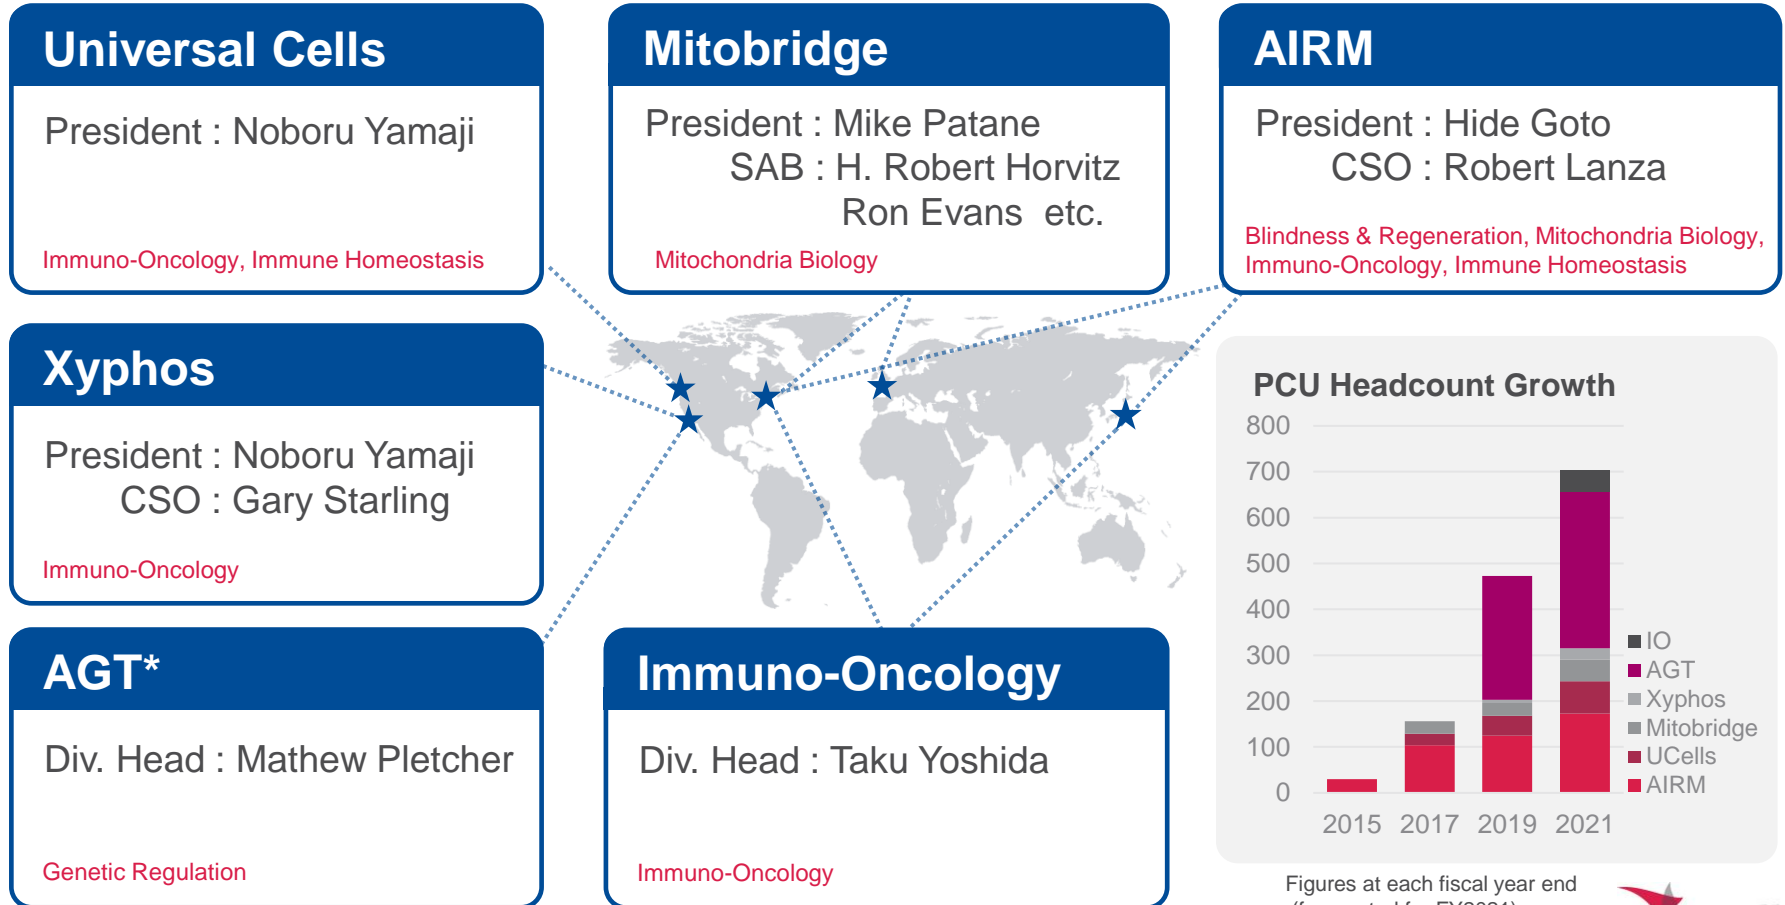 Universal Cells
President : Noboru Yamaji
Immuno-Oncology, Immune Homeostasis
Mitobridge
President : Mike Patane
SAB : H. Robert Horvitz
Ron Evans etc.
Mitochondria Biology
AIRM
President : Hide Goto
CSO : Robert Lanza
Blindness & Regeneration, Mitochondria Biology,
Immuno-Oncology, Immune Homeostasis
Xyphos
President : Noboru Yamaji
CSO : Gary Starling
Immuno-Oncology
AGT*
Div. Head : Mathew Pletcher
Genetic Regulation
Immuno-Oncology
Div. Head : Taku Yoshida
Immuno-Oncology
PCU Headcount Growth
800
700
600
500
400
300
200
100
0
2015 2017 2019 2021
IO
AGT
Xyphos
Mitobridge
UCells
AIRM
Figures at each fiscal year end